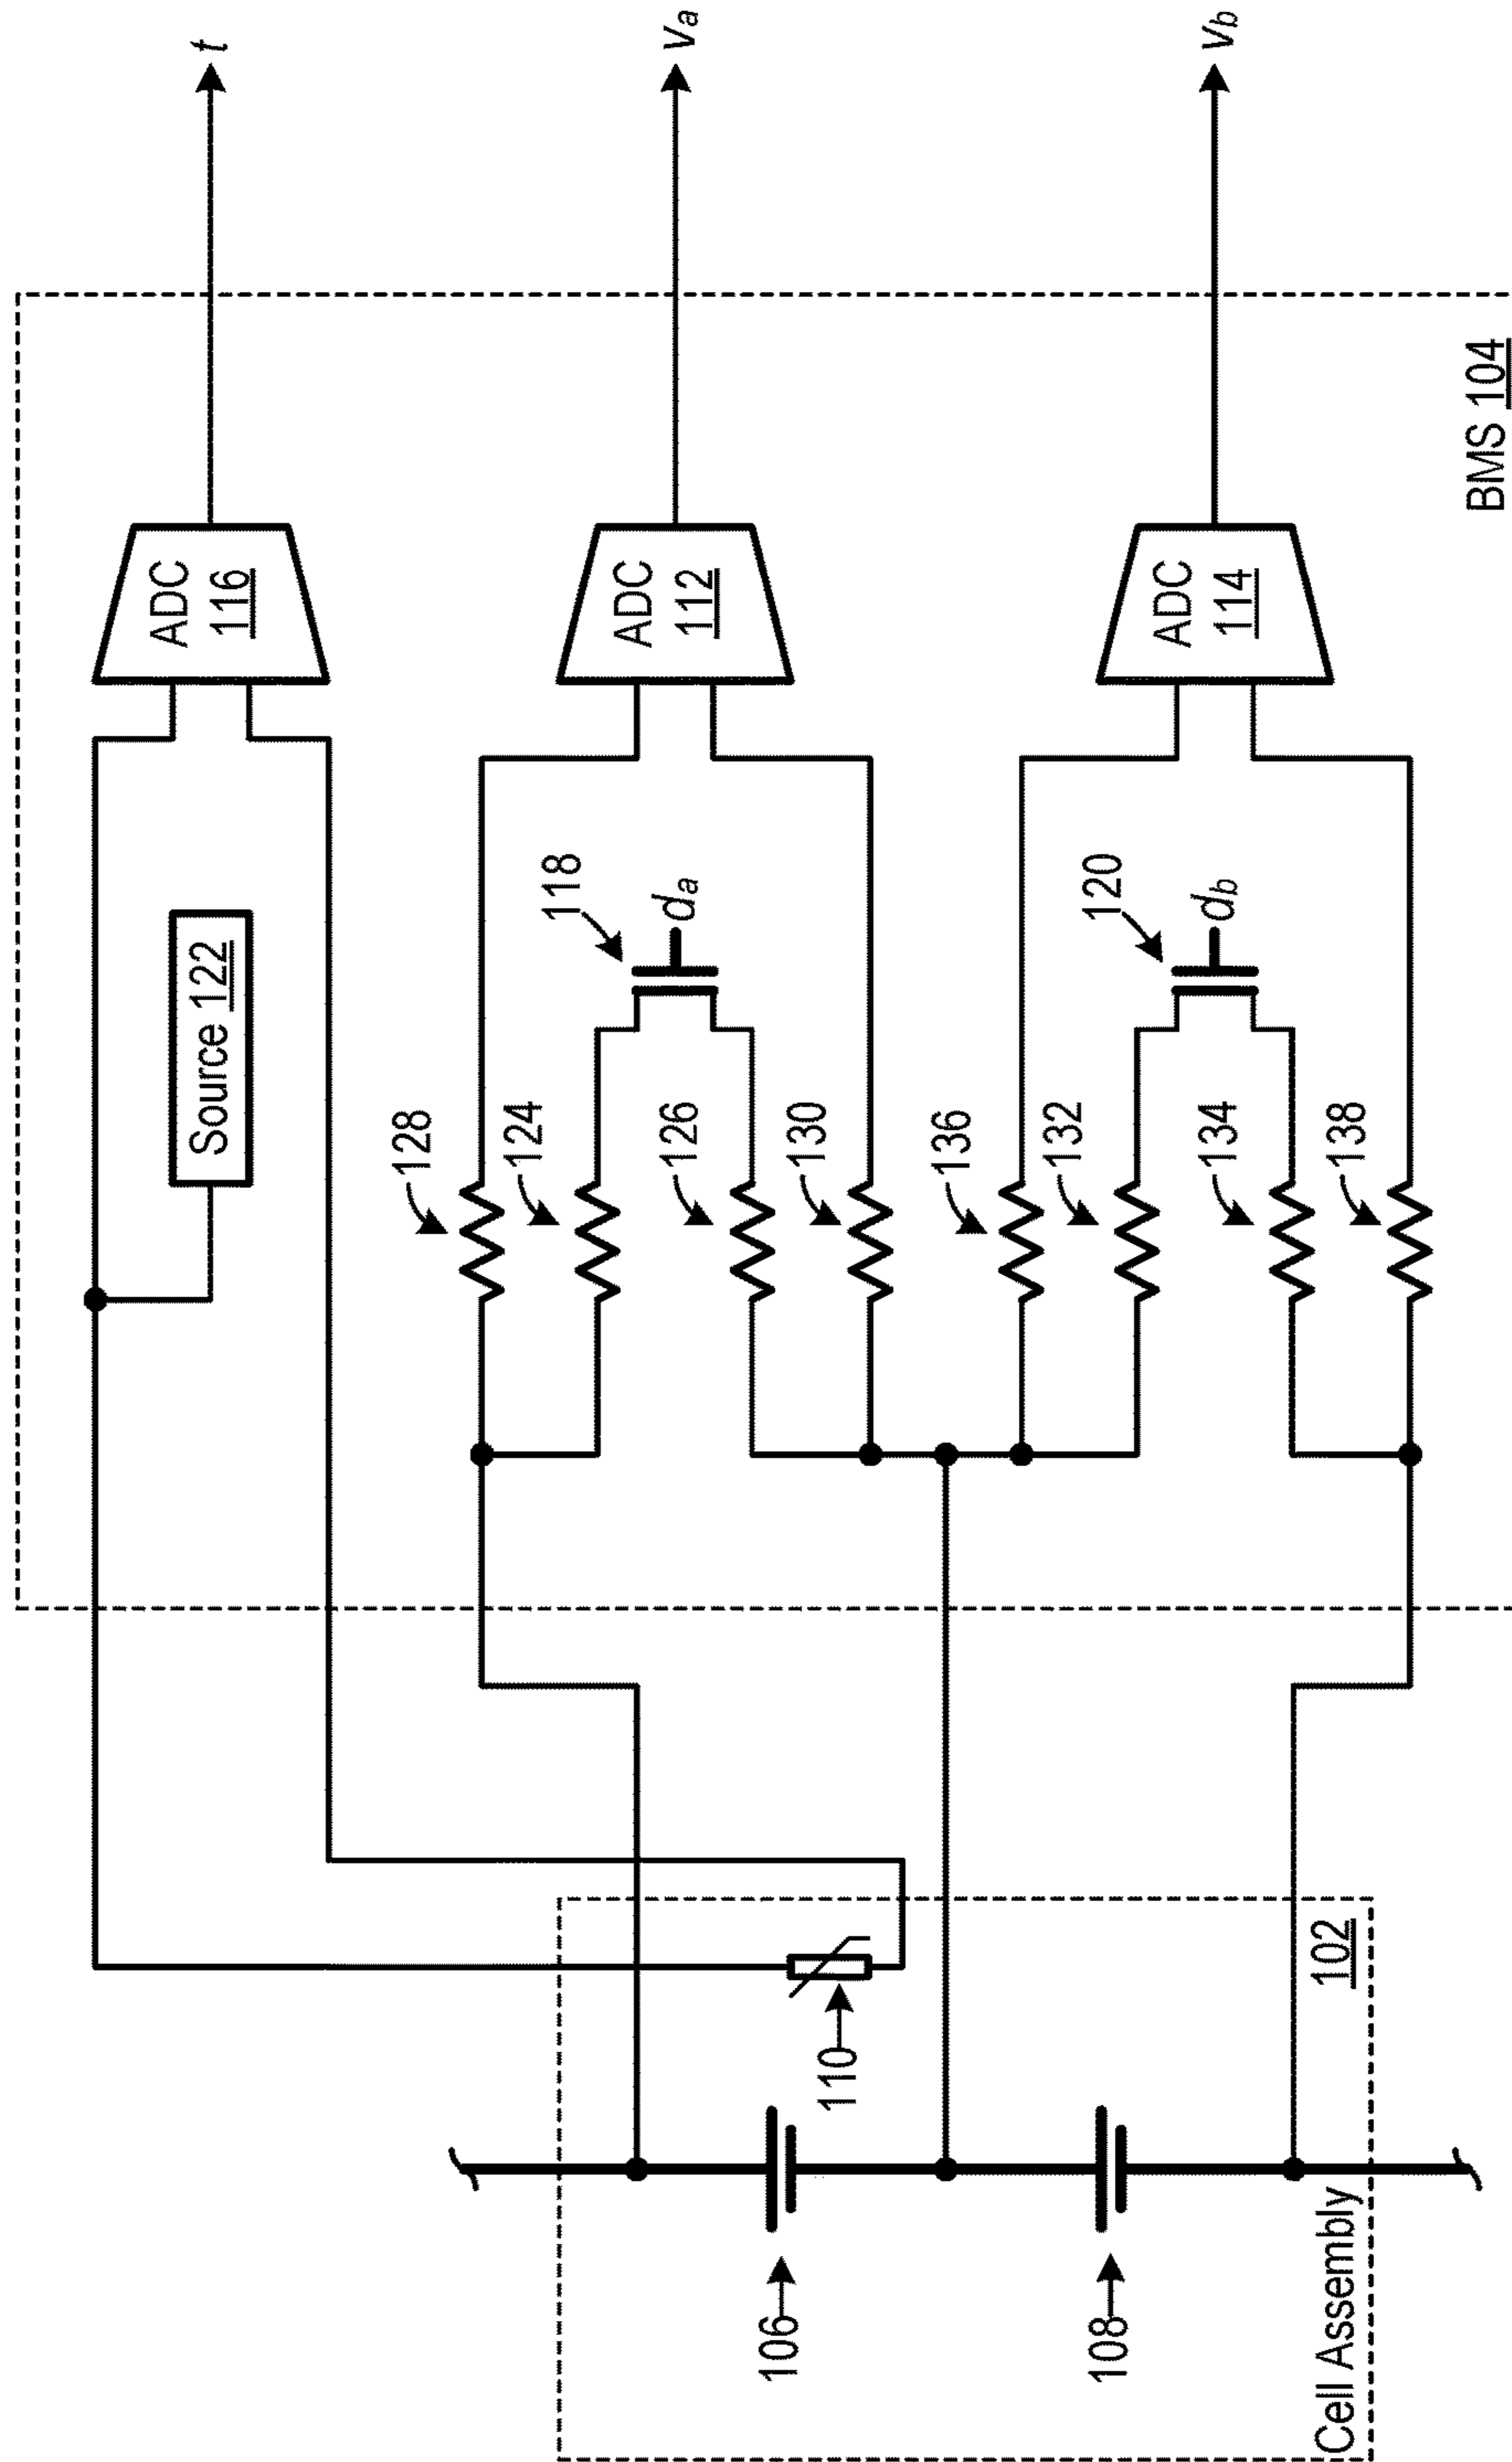 t
ADC
116
Source 122
va
ADC
112
118
da
128
124
126
130
vb
ADC
114
120
db
136
132
134
138
BMS 104
110
106
108
102
Cell Assembly